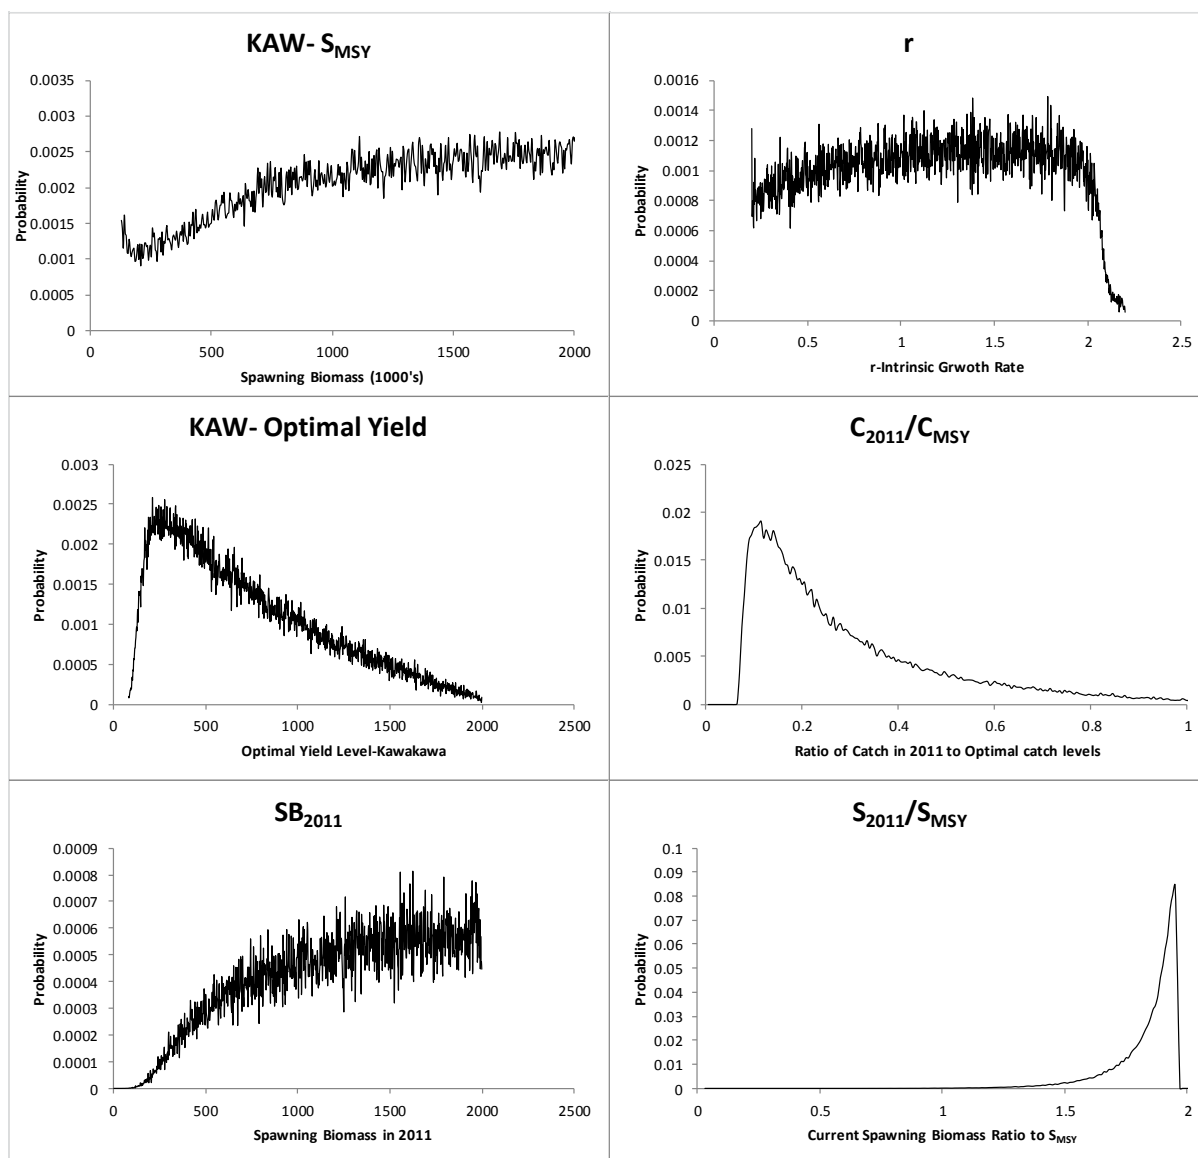 KAW- SMSY
0.0035
0.003
0.0025
0.002
0.0015
0.001
0.0005
0
Probability
0 500 1000 1500 2000
Spawning Biomass (1000's)
r
0.0016
0.0014
0.0012
0.001
0.0008
0.0006
0.0004
0.0002
0
Probability
0 0.5 1 1.5 2 2.5
r-Intrinsic Grwoth Rate
KAW- Optimal Yield
0.003
0.0025
0.002
0.0015
0.001
0.0005
0
Probability
0 500 1000 1500 2000 2500
Optimal Yield Level-Kawakawa
C2011/CMSY
0.025
0.02
0.015
0.01
0.005
0
Probability
0 0.2 0.4 0.6 0.8 1
Ratio of Catch in 2011 to Optimal catch levels
SB2011
0.0009
0.0008
0.0007
0.0006
0.0005
0.0004
0.0003
0.0002
0.0001
0
Probability
0 500 1000 1500 2000 2500
Spawning Biomass in 2011
S2011/SMSY
0.1
0.09
0.08
0.07
0.06
0.05
0.04
0.03
0.02
0.01
0
Probability
0 0.5 1 1.5 2
Current Spawning Biomass Ratio to SMSY